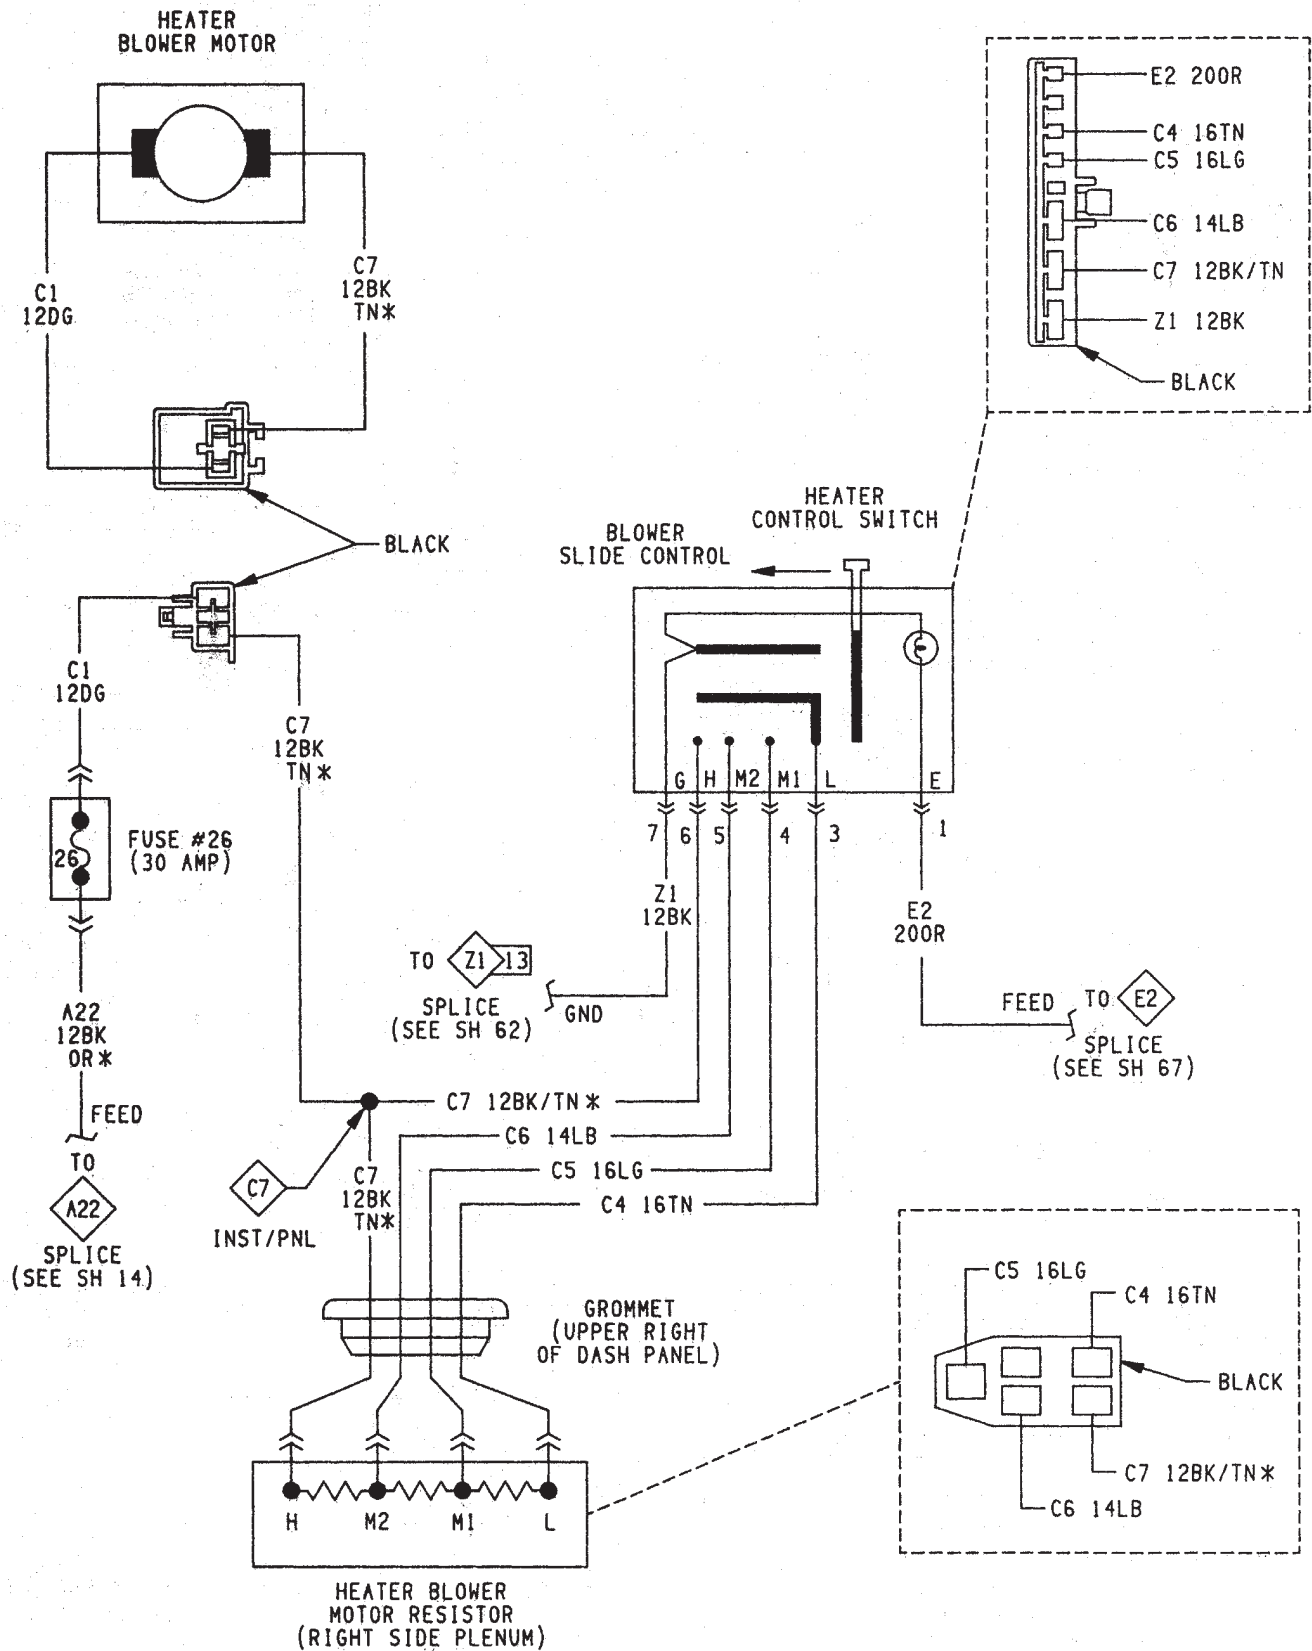 HEATER
BLOWER MOTOR
E2 20OR
C4 16TN
C5 16LG
C6 14LB
C7 12BK/TN
Z1 12BK
BLACK
C1
12DG
C7
12BK
TN*
BLACK
HEATER
CONTROL SWITCH
BLOWER
SLIDE CONTROL
C1
12DG
C7
12BK
TN*
G H M2 M1 L E
7 6 5 4 3 1
26
FUSE #26
(30 AMP)
Z1
12BK
E2
20OR
TO Z1 13
SPLICE
(SEE SH 62)
GND
FEED TO E2
SPLICE
(SEE SH 67)
A22
12BK
OR*
FEED
TO
A22
SPLICE
(SEE SH 14)
C7 12BK/TN*
C6 14LB
C5 16LG
C4 16TN
C7
INST/PNL
C7
12BK
TN*
GROMMET
(UPPER RIGHT
OF DASH PANEL)
C5 16LG
C4 16TN
BLACK
C7 12BK/TN*
C6 14LB
H M2 M1 L
HEATER BLOWER
MOTOR RESISTOR
(RIGHT SIDE PLENUM)